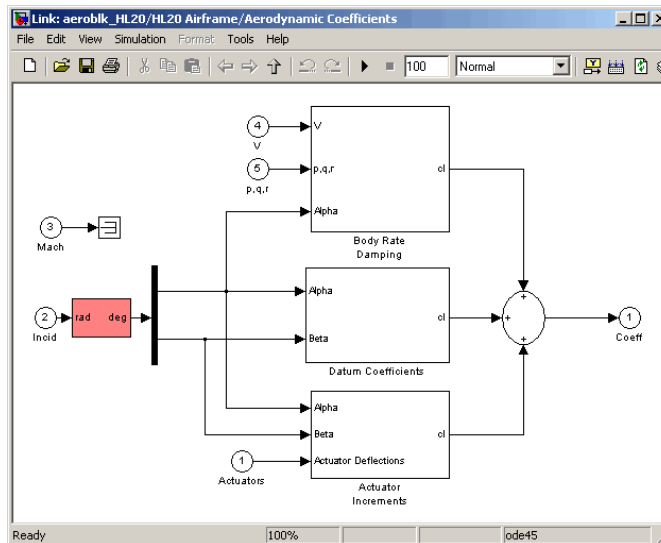 Link: aeroblk_HL20/HL20 Airframe/Aerodynamic Coefficients
File Edit View Simulation Format Tools Help
100 Normal
4
V
5
p,q,r
V
p,q,r
Alpha
cl
Body Rate
Damping
3
Mach
2
Incid
rad deg
Alpha
Beta
cl
Datum Coefficients
+
+
+
1
Coeff
Alpha
Beta
Actuator Deflections
cl
Actuator
Increments
1
Actuators
Ready 100% ode45